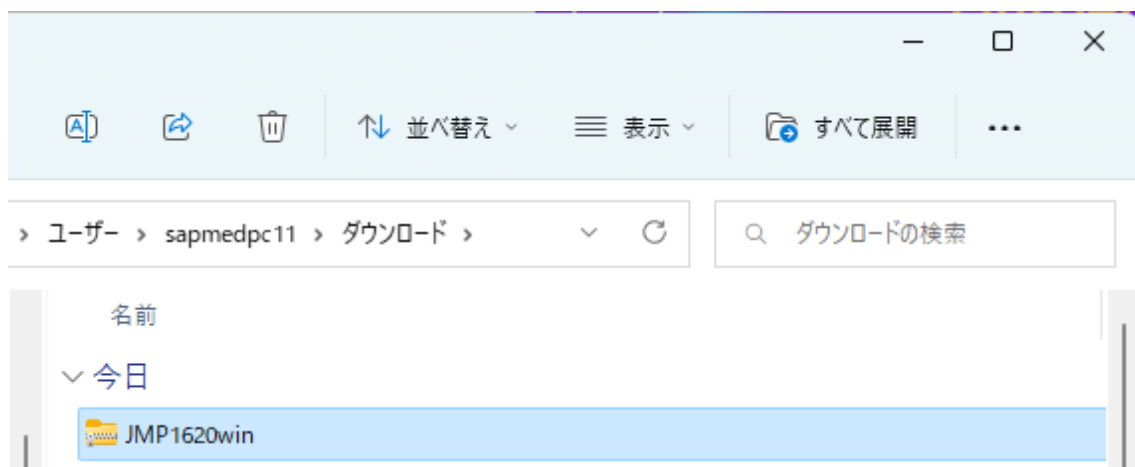 並べ替え 表示 すべて展開 •••
> ユーザー > sapmedpc11 > ダウンロード > ダウンロードの検索
名前
今日
JMP1620win